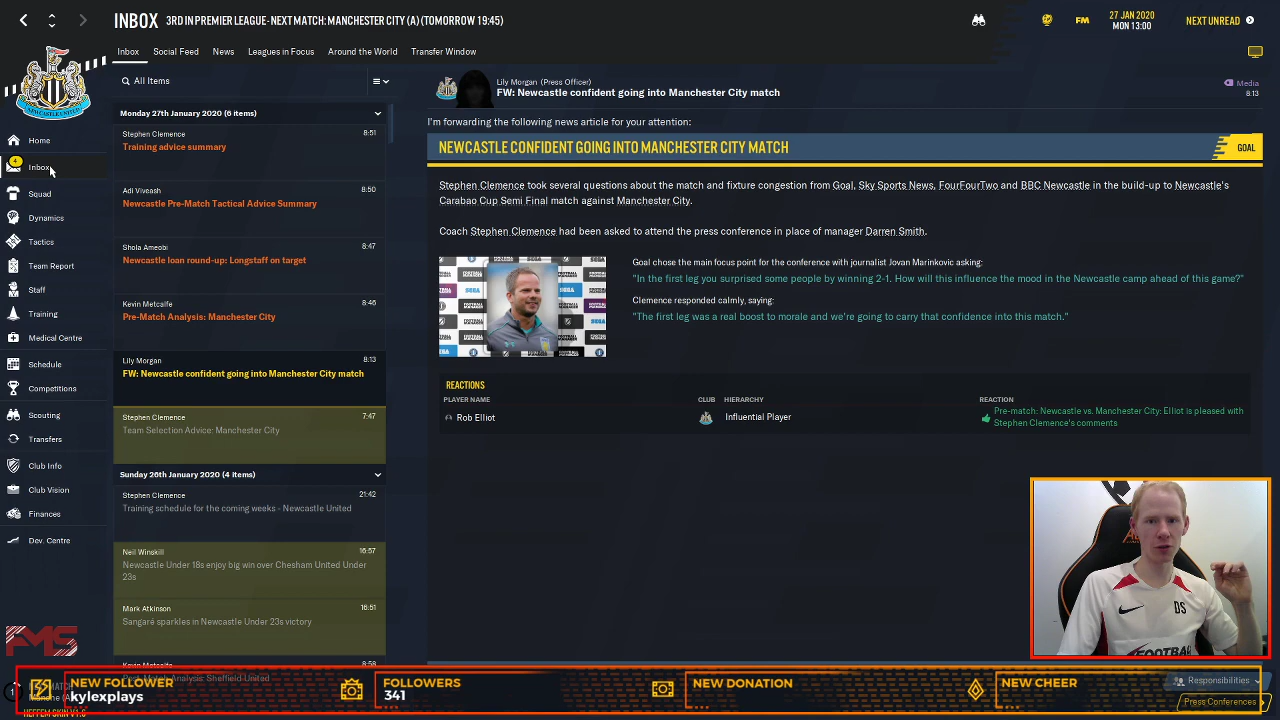 INBOX
3RD IN PREMIER LEAGUE - NEXT MATCH: MANCHESTER CITY (A) (TOMORROW 19:45)
FM
27 JAN 2020
MON 13:00
NEXT UNREAD
Inbox
Social Feed
News
Leagues in Focus
Around the World
Transfer Window
Home
4
Inbox
Squad
Dynamics
Tactics
Team Report
Staff
Training
Medical Centre
Schedule
Competitions
Scouting
Transfers
Club Info
Club Vision
Finances
Dev. Centre
All Items
Monday 27th January 2020 (6 items)
Stephen Clemence 8:51
Training advice summary
Adi Viveash 8:50
Newcastle Pre-Match Tactical Advice Summary
Shola Ameobi 8:47
Newcastle loan round-up: Longstaff on target
Kevin Metcalfe 8:46
Pre-Match Analysis: Manchester City
Lily Morgan 8:13
FW: Newcastle confident going into Manchester City match
Stephen Clemence 7:47
Team Selection Advice: Manchester City
Sunday 26th January 2020 (4 items)
Stephen Clemence 21:42
Training schedule for the coming weeks - Newcastle United
Neil Winskill 16:57
Newcastle Under 18s enjoy big win over Chesham United Under
23s
Mark Atkinson 16:51
Sangaré sparkles in Newcastle Under 23s victory
Kevin Metcalfe 8:58
Post-Match Analysis: Sheffield United
Lily Morgan (Press Officer)
FW: Newcastle confident going into Manchester City match
Media
8:13
I'm forwarding the following news article for your attention:
NEWCASTLE CONFIDENT GOING INTO MANCHESTER CITY MATCH
GOAL
Stephen Clemence took several questions about the match and fixture congestion from Goal, Sky Sports News, FourFourTwo and BBC Newcastle in the build-up to Newcastle's
Carabao Cup Semi Final match against Manchester City.
Coach Stephen Clemence had been asked to attend the press conference in place of manager Darren Smith.
Goal chose the main focus point for the conference with journalist Jovan Marinkovic asking:
"In the first leg you surprised some people by winning 2-1. How will this influence the mood in the Newcastle camp ahead of this game?"
Clemence responded calmly, saying:
"The first leg was a real boost to morale and we're going to carry that confidence into this match."
SEGA
REACTIONS
PLAYER NAME
CLUB
HIERARCHY
REACTION
Rob Elliot
Influential Player
Pre-match: Newcastle vs. Manchester City: Elliot is pleased with
Stephen Clemence's comments
DS
FOOTBALL
FMS
NEW FOLLOWER
kylexplays
FOLLOWERS
341
NEW DONATION
NEW CHEER
Responsibilities
Press Conferences